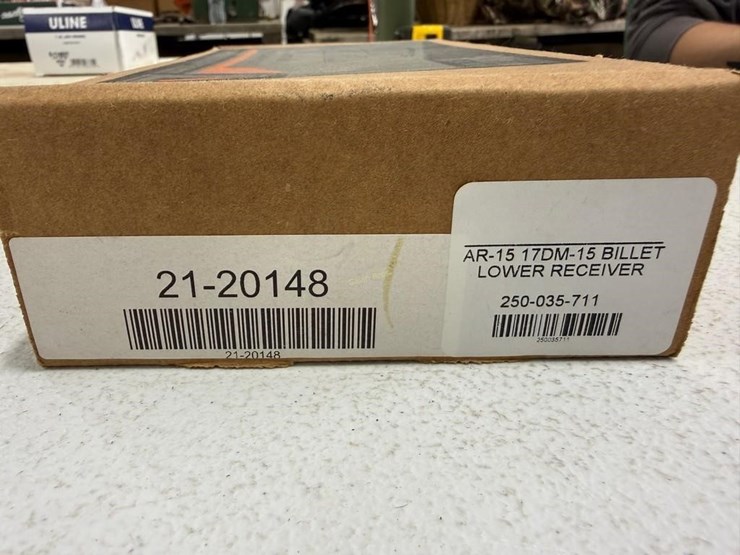 ULINE
21-20148
21-20148
AR-15 17DM-15 BILLET
LOWER RECEIVER
250-035-711
250035711